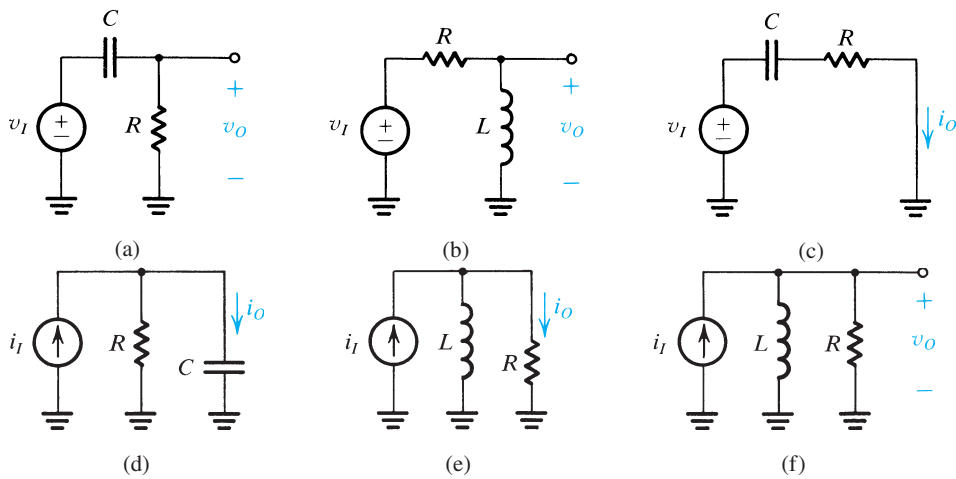 C
v_I
+
−
R
+
v_O
−
(a)
R
v_I
+
−
L
+
v_O
−
(b)
C
R
v_I
+
−
i_O
(c)
i_I
R
C
i_O
(d)
i_I
L
R
i_O
(e)
i_I
L
R
+
v_O
−
(f)